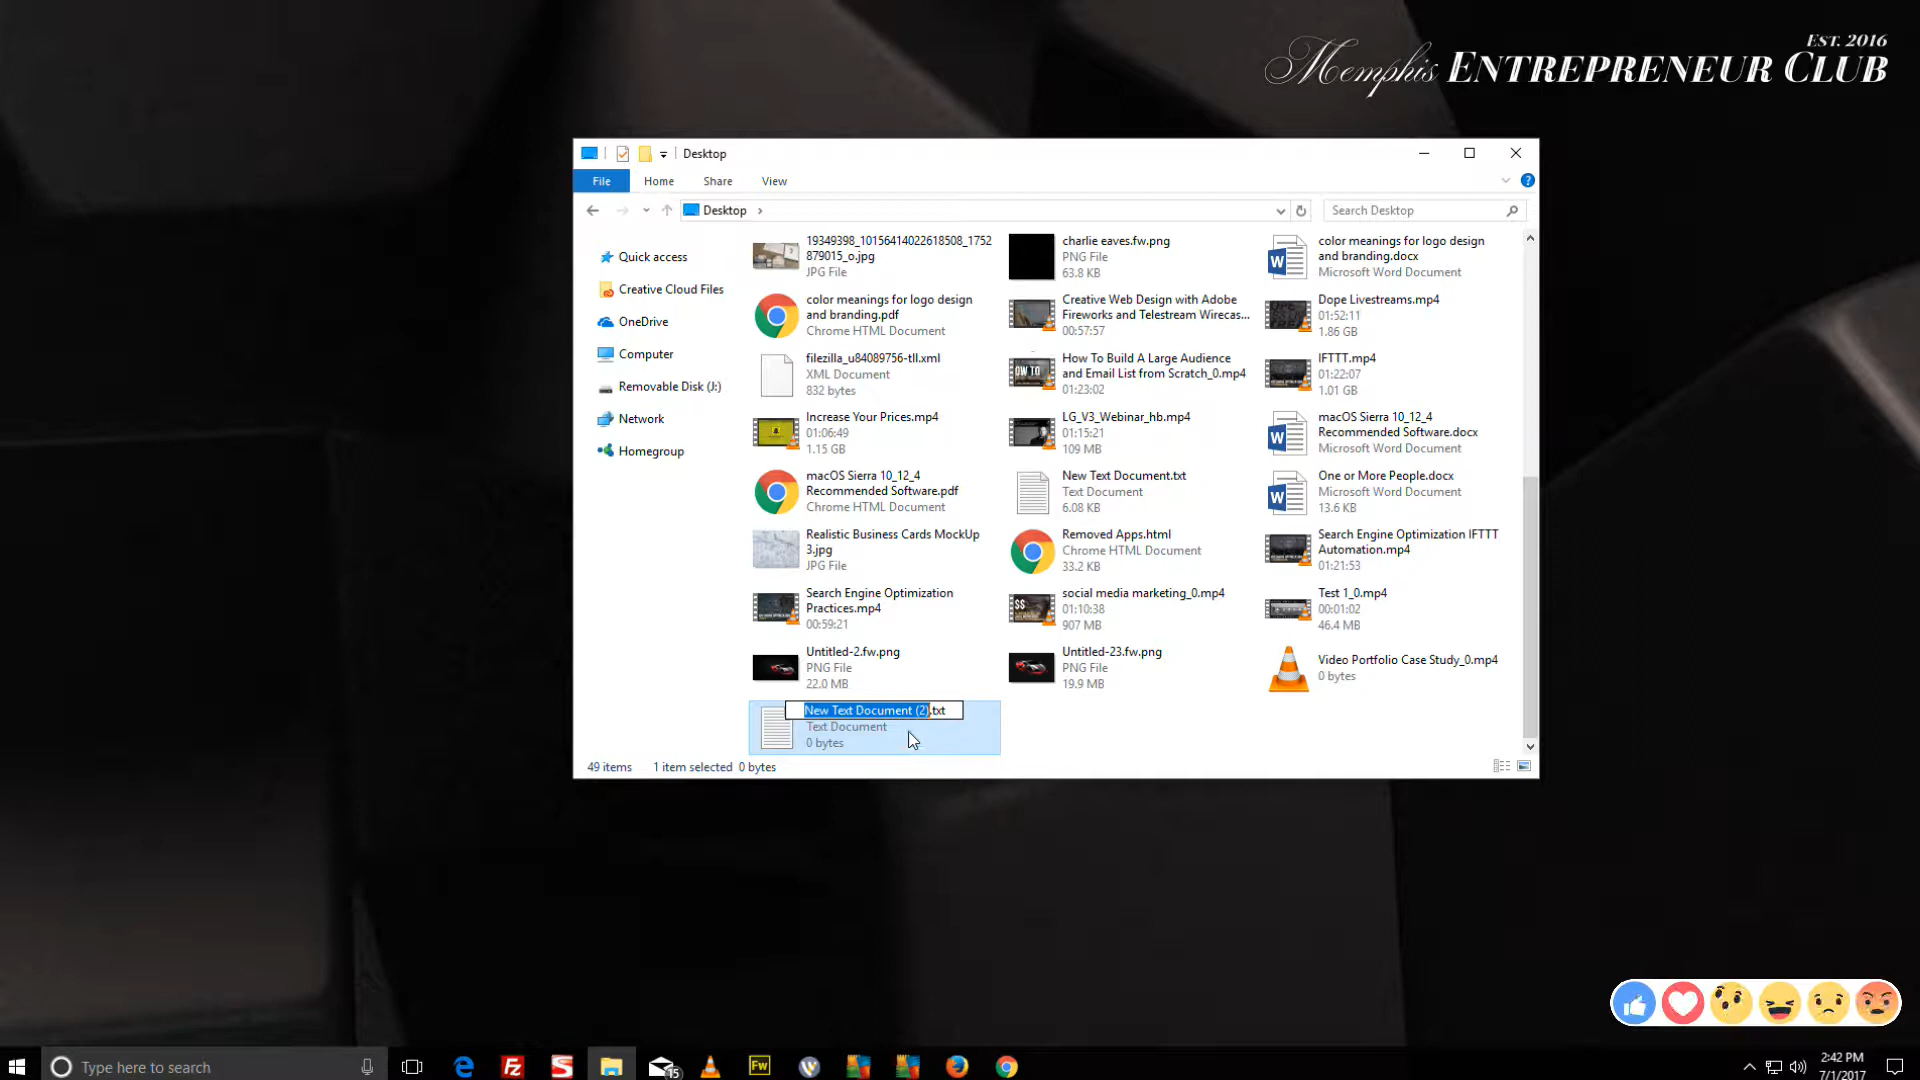 Est. 2016
Memphis ENTREPRENEUR CLUB
Desktop
File Home Share View
Desktop
Search Desktop
Quick access
Creative Cloud Files
OneDrive
Computer
Removable Disk (J:)
Network
Homegroup
19349398_10156414022618508_1752
879015_o.jpg
JPG File
charlie eaves.fw.png
PNG File
63.8 KB
color meanings for logo design
and branding.docx
Microsoft Word Document
color meanings for logo design
and branding.pdf
Chrome HTML Document
Creative Web Design with Adobe
Fireworks and Telestream Wirecas...
00:57:57
Dope Livestreams.mp4
01:52:11
1.86 GB
filezilla_u84089756-tll.xml
XML Document
832 bytes
How To Build A Large Audience
and Email List from Scratch_0.mp4
01:23:02
IFTTT.mp4
01:22:07
1.01 GB
Increase Your Prices.mp4
01:06:49
1.15 GB
LG_V3_Webinar_hb.mp4
01:15:21
109 MB
macOS Sierra 10_12_4
Recommended Software.docx
Microsoft Word Document
macOS Sierra 10_12_4
Recommended Software.pdf
Chrome HTML Document
New Text Document.txt
Text Document
6.08 KB
One or More People.docx
Microsoft Word Document
13.6 KB
Realistic Business Cards MockUp
3.jpg
JPG File
Removed Apps.html
Chrome HTML Document
33.2 KB
Search Engine Optimization IFTTT
Automation.mp4
01:21:53
Search Engine Optimization
Practices.mp4
00:59:21
social media marketing_0.mp4
01:10:38
907 MB
Test 1_0.mp4
00:01:02
46.4 MB
Untitled-2.fw.png
PNG File
22.0 MB
Untitled-23.fw.png
PNG File
19.9 MB
Video Portfolio Case Study_0.mp4
0 bytes
New Text Document (2).txt
Text Document
0 bytes
49 items 1 item selected 0 bytes
Type here to search
15
Fw
2:42 PM
7/1/2017